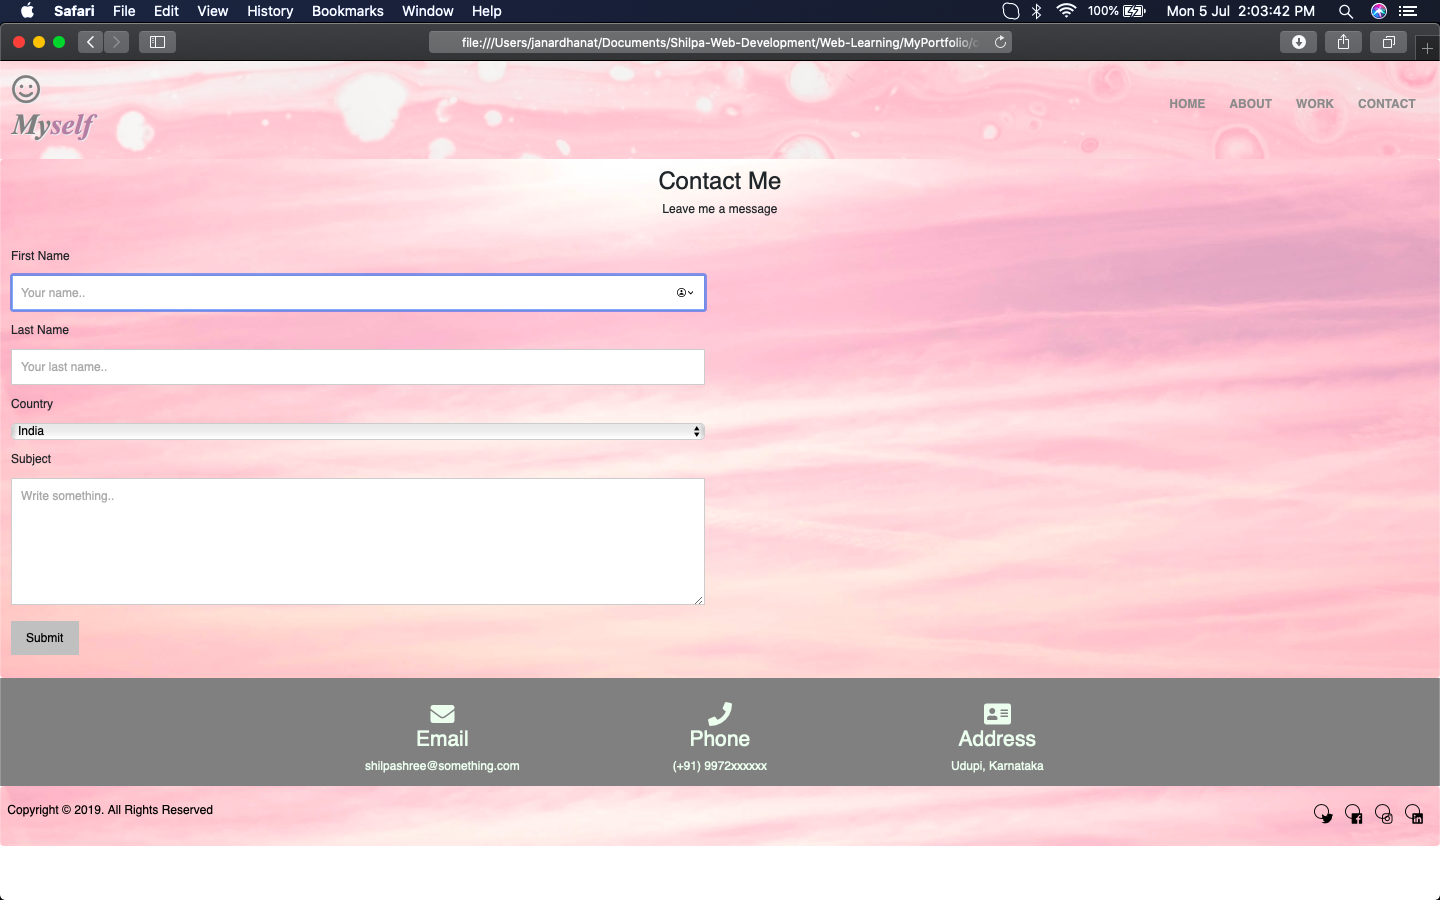 Safari File Edit View History Bookmarks Window Help 100% Mon 5 Jul 2:03:42 PM
file:///Users/janardhanat/Documents/Shilpa-Web-Development/Web-Learning/MyPortfolio/
Myself
HOME ABOUT WORK CONTACT
Contact Me
Leave me a message
First Name
Your name..
Last Name
Your last name..
Country
India
Subject
Write something..
Submit
Email Phone Address
shilpashree@something.com (+91) 9972xxxxxx Udupi, Karnataka
Copyright © 2019. All Rights Reserved